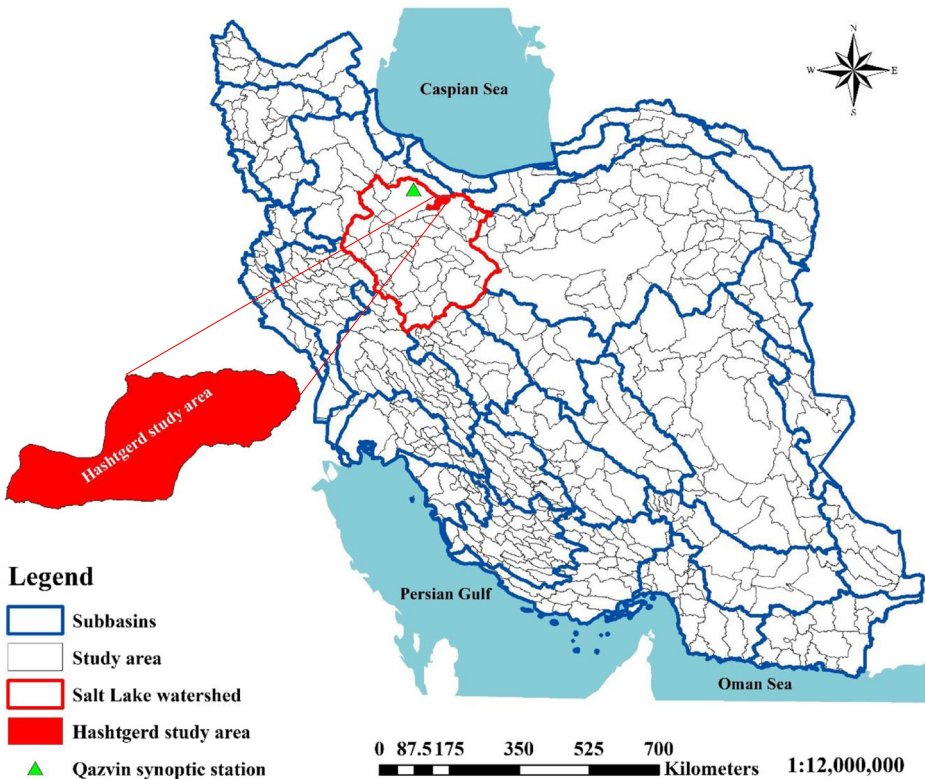 N
W
E
S
Caspian Sea
Hashtgerd study area
Legend
Subbasins
Study area
Salt Lake watershed
Hashtgerd study area
Qazvin synoptic station
Persian Gulf
Oman Sea
0 87.5 175 350 525 700
Kilometers
1:12,000,000